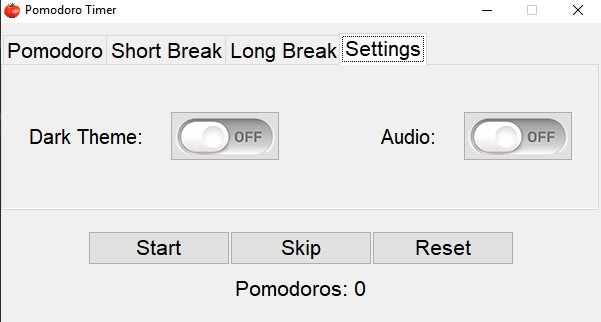 Pomodoro Timer
Pomodoro Short Break Long Break Settings
Dark Theme: OFF Audio: OFF
Start Skip Reset
Pomodoros: 0